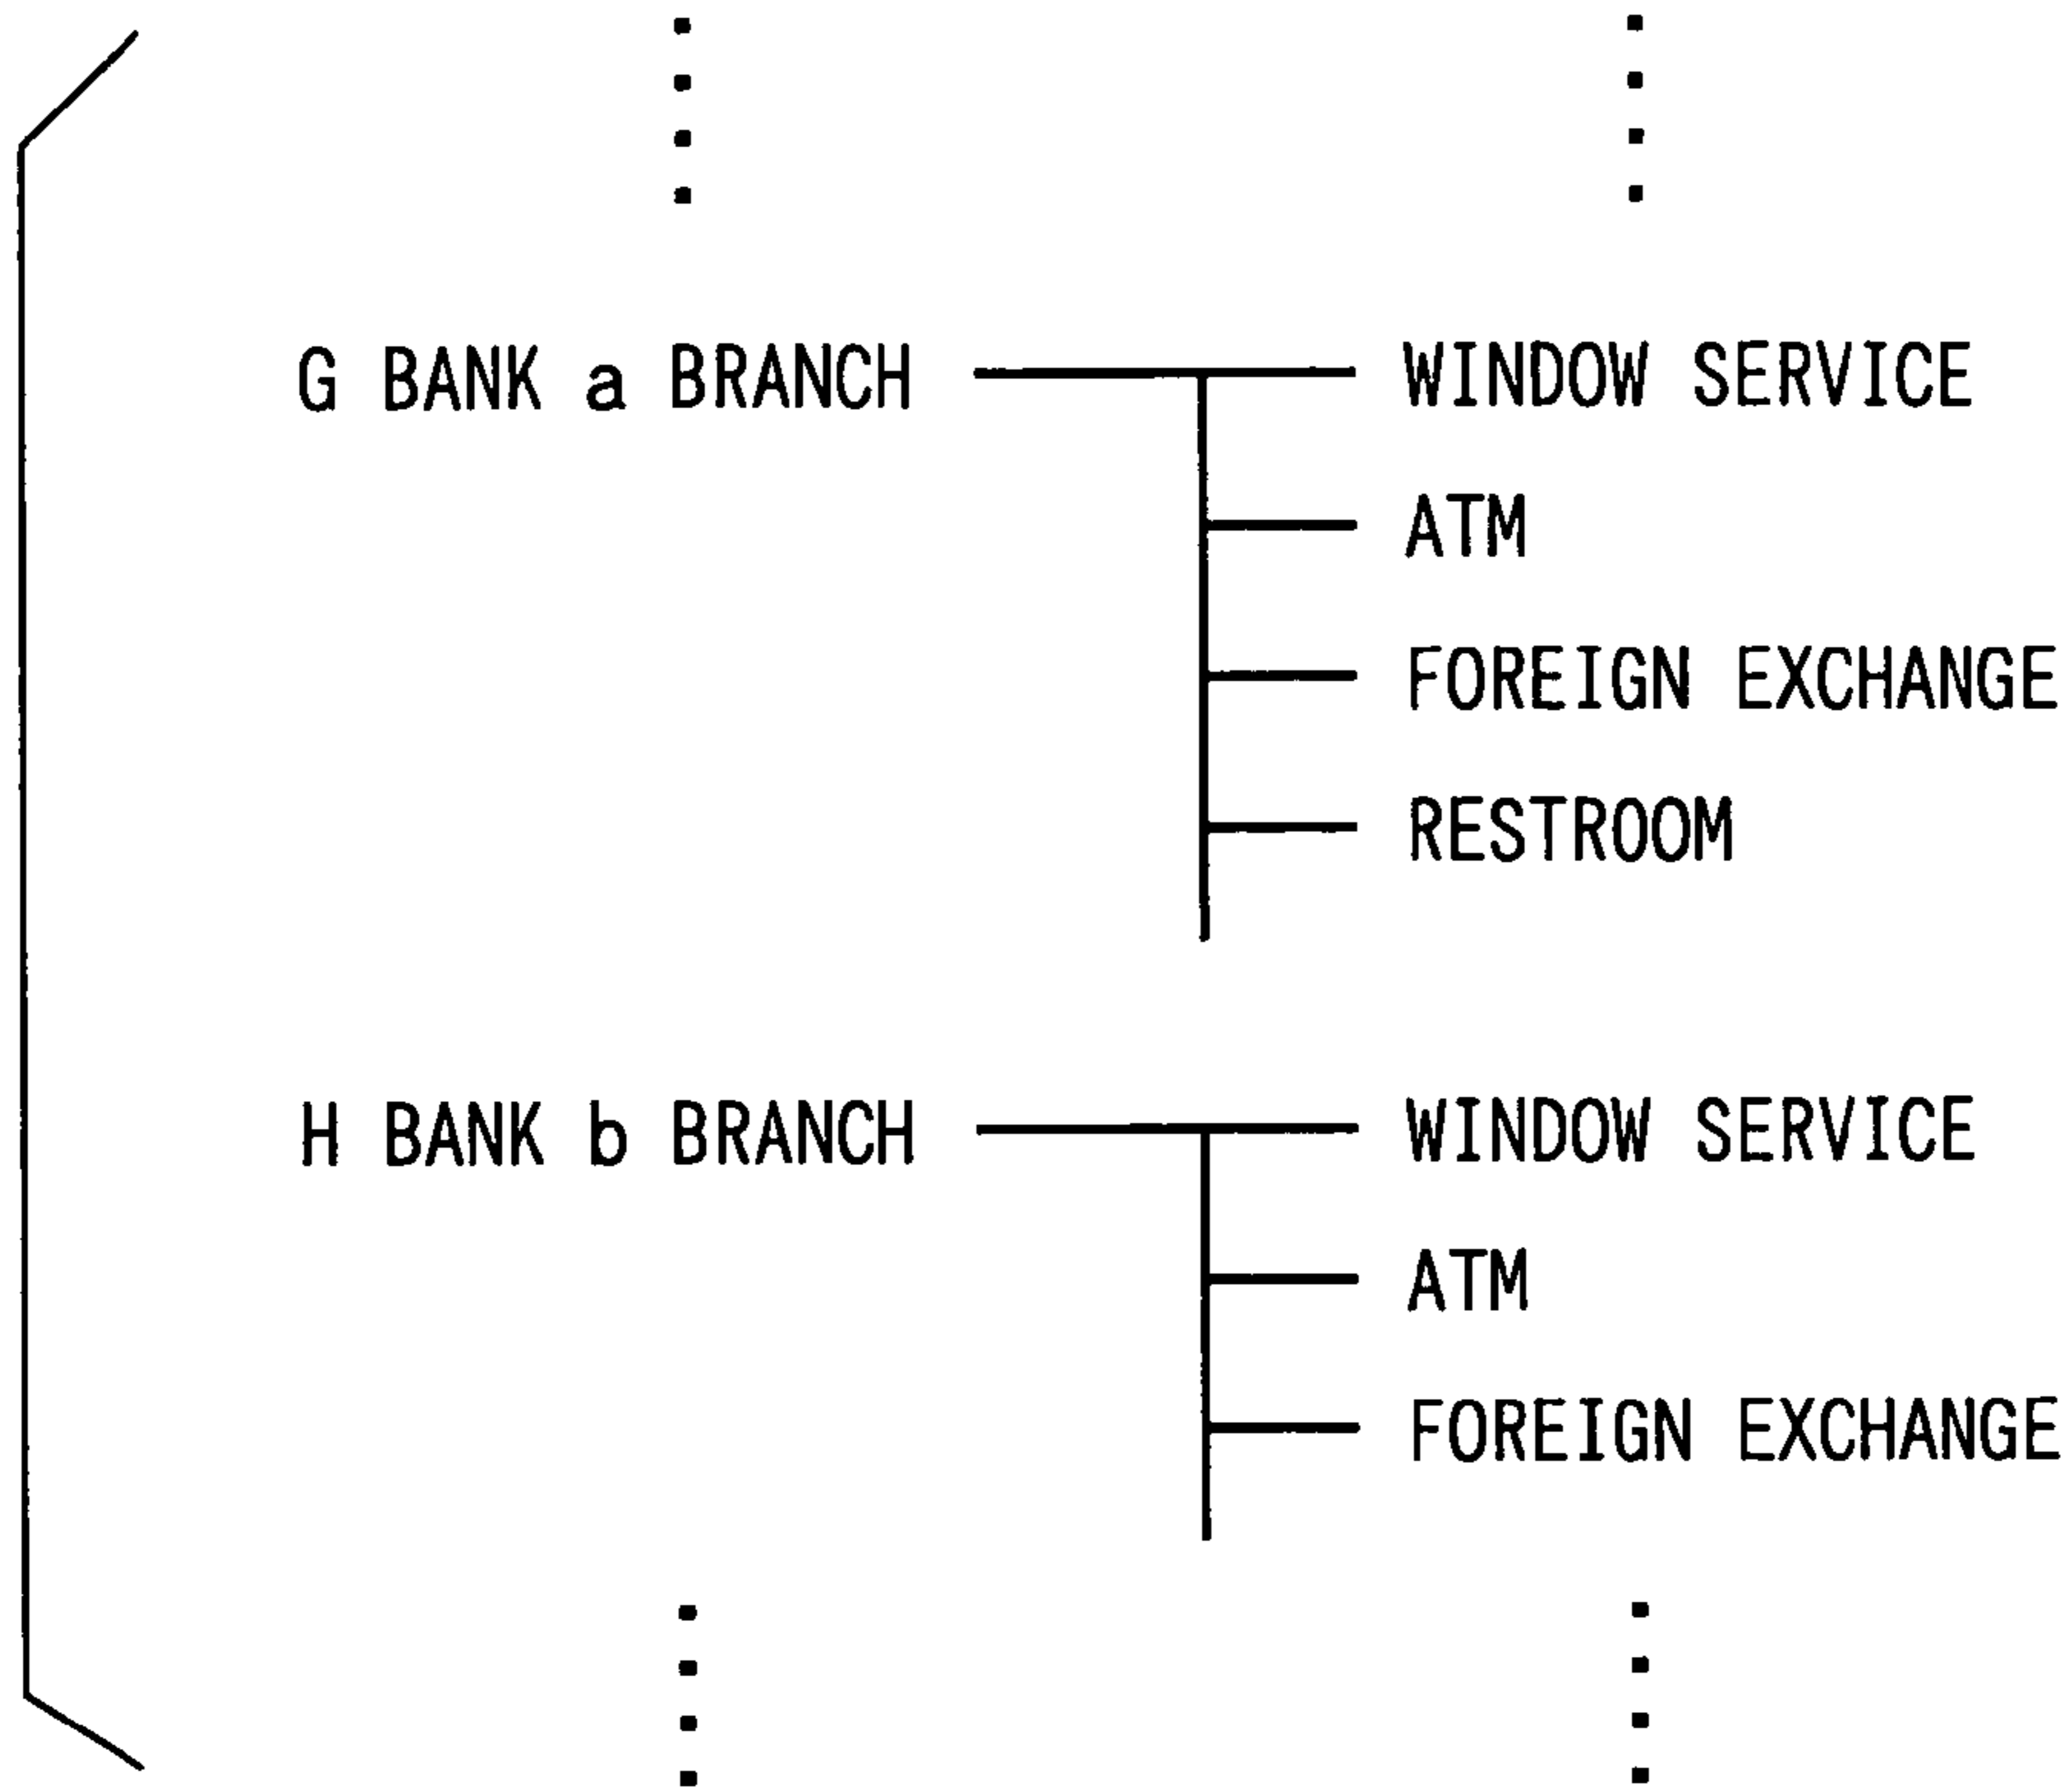 G BANK a BRANCH WINDOW SERVICE
ATM
FOREIGN EXCHANGE
RESTROOM
H BANK b BRANCH WINDOW SERVICE
ATM
FOREIGN EXCHANGE